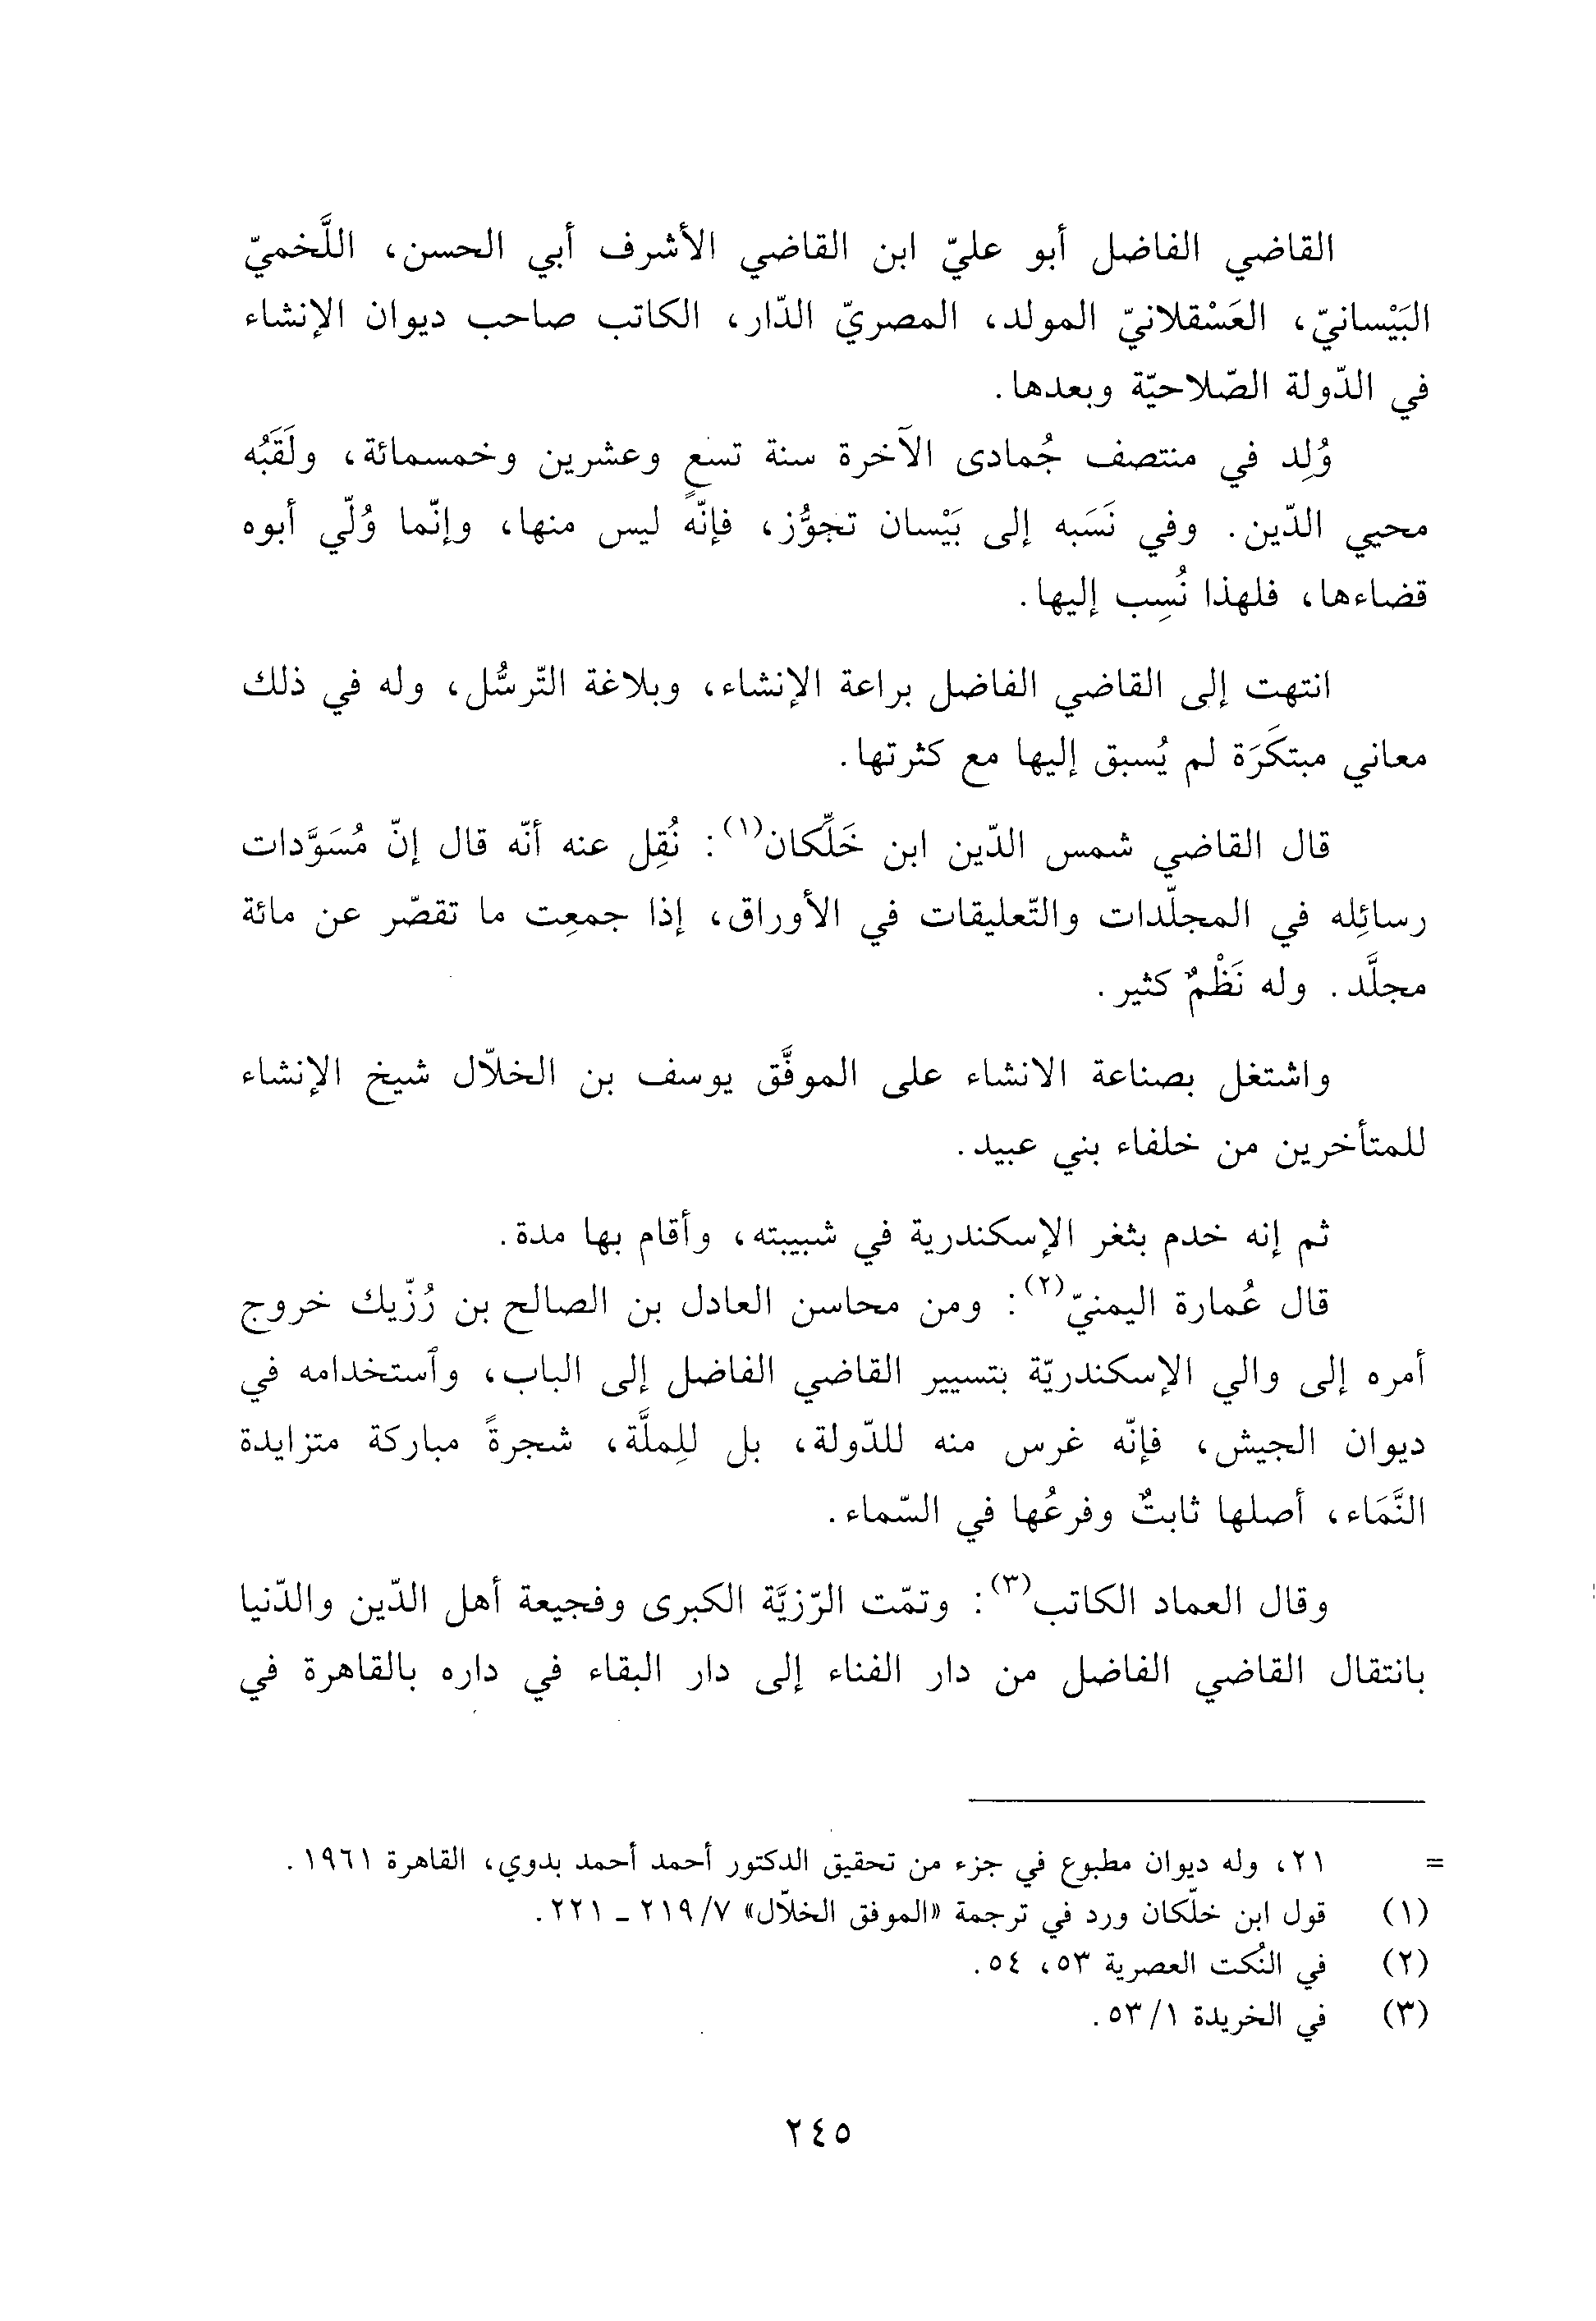 القاضي الفاضل أبو عليّ ابن القاضي الأشرف أبي الحسن، اللَّخميّ
البَيْسانيّ، العَسْقلانيّ المولد، المصريّ الدّار، الكاتب صاحب ديوان الإنشاء
في الدّولة الصّلاحيّة وبعدها.
وُلِد في منتصف جُمادى الآخرة سنة تسعٍ وعشرين وخمسمائة، ولَقَبُه
محيي الدّين. وفي نَسَبه إلى بَيْسان تجوُّز، فإنّه ليس منها، وإنّما وُلّي أبوه
قضاءها، فلهذا نُسِب إليها.
انتهت إلى القاضي الفاضل براعة الإنشاء، وبلاغة التّرسُّل، وله في ذلك
معاني مبتكَرَة لم يُسبق إليها مع كثرتها.
قال القاضي شمس الدّين ابن خَلِّكان(١): نُقِل عنه أنّه قال إنّ مُسَوَّدات
رسائِله في المجلّدات والتّعليقات في الأوراق، إذا جمعِت ما تقصّر عن مائة
مجلَّد. وله نَظْمٌ كثير.
واشتغل بصناعة الانشاء على الموفَّق يوسف بن الخلاّل شيخ الإنشاء
للمتأخرين من خلفاء بني عبيد.
ثم إنه خدم بثغر الإسكندرية في شبيبته، وأقام بها مدة.
قال عُمارة اليمنيّ(٢): ومن محاسن العادل بن الصالح بن رُزّيك خروج
أمره إلى والي الإسكندريّة بتسيير القاضي الفاضل إلى الباب، وٱستخدامه في
ديوان الجيش، فإنّه غرس منه للدّولة، بل للِملَّة، شجرةً مباركة متزايدة
النَّمَاء، أصلها ثابتٌ وفرعُها في السّماء.
وقال العماد الكاتب(٣): وتمّت الرّزيَّة الكبرى وفجيعة أهل الدّين والدّنيا
بانتقال القاضي الفاضل من دار الفناء إلى دار البقاء في داره بالقاهرة في
= ٢١، وله ديوان مطبوع في جزء من تحقيق الدكتور أحمد أحمد بدوي، القاهرة ١٩٦١.
(١) قول ابن خلّكان ورد في ترجمة «الموفق الخلاّل» ٧/ ٢١٩ - ٢٢١.
(٢) في النُكت العصرية ٥٣، ٥٤.
(٣) في الخريدة ١/ ٥٣.
٢٤٥